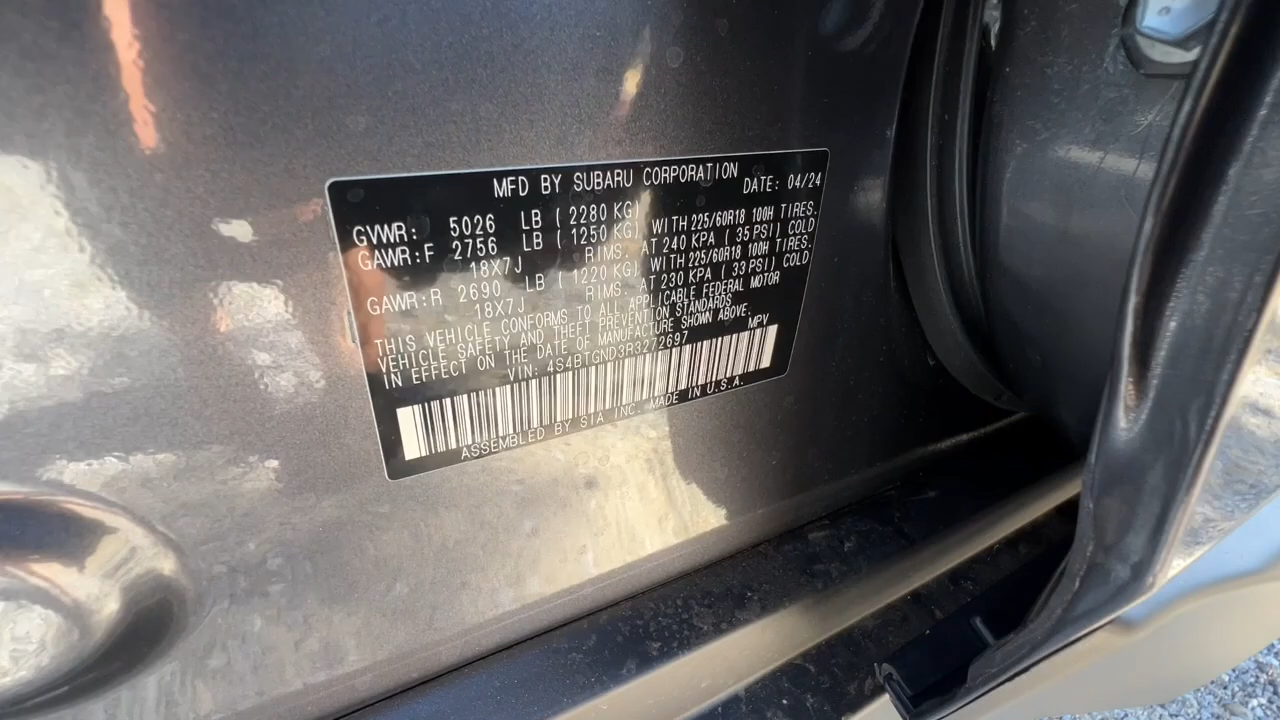 MFD BY SUBARU CORPORATION DATE: 04/24
GVWR: 5026 LB ( 2280 KG)
GAWR:F 2756 LB ( 1250 KG) WITH 225/60R18 100H TIRES.
18X7J RIMS. AT 240 KPA ( 35 PSI) COLD
GAWR:R 2690 LB ( 1220 KG) WITH 225/60R18 100H TIRES.
18X7J RIMS. AT 230 KPA ( 33 PSI) COLD
THIS VEHICLE CONFORMS TO ALL APPLICABLE FEDERAL MOTOR
VEHICLE SAFETY AND THEFT PREVENTION STANDARDS
IN EFFECT ON THE DATE OF MANUFACTURE SHOWN ABOVE.
VIN: 4S4BTGND3R3272697 MPV
ASSEMBLED BY SIA INC. MADE IN U.S.A.